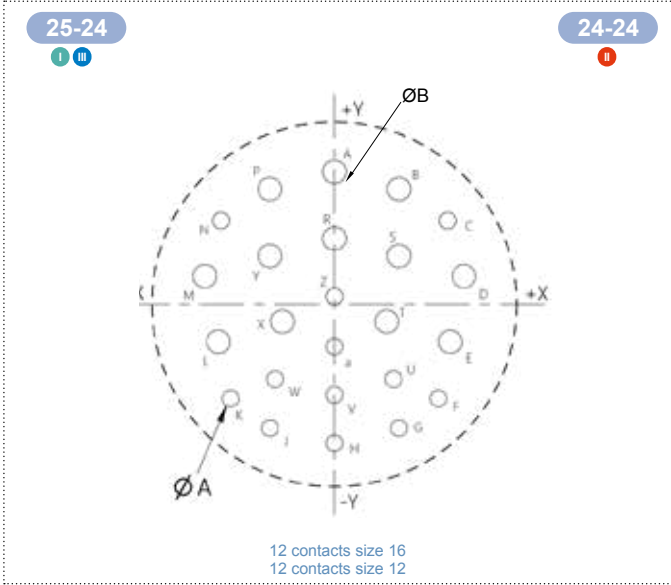 25-24
24-24
I III
II
ØB
+Y
A
P
B
N
C
R
S
Y
Z
M
D
+X
X
T
L
a
E
W
U
K
V
F
J
H
G
ØA
-Y
12 contacts size 16
12 contacts size 12